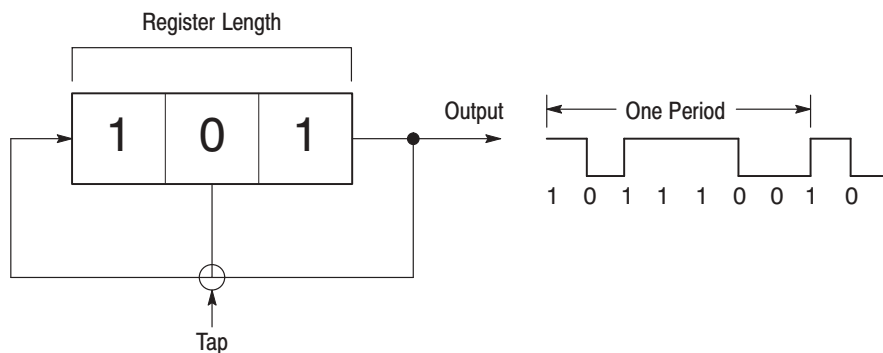 Register Length
1 0 1
Output
One Period
1 0 1 1 1 0 0 1 0
Tap